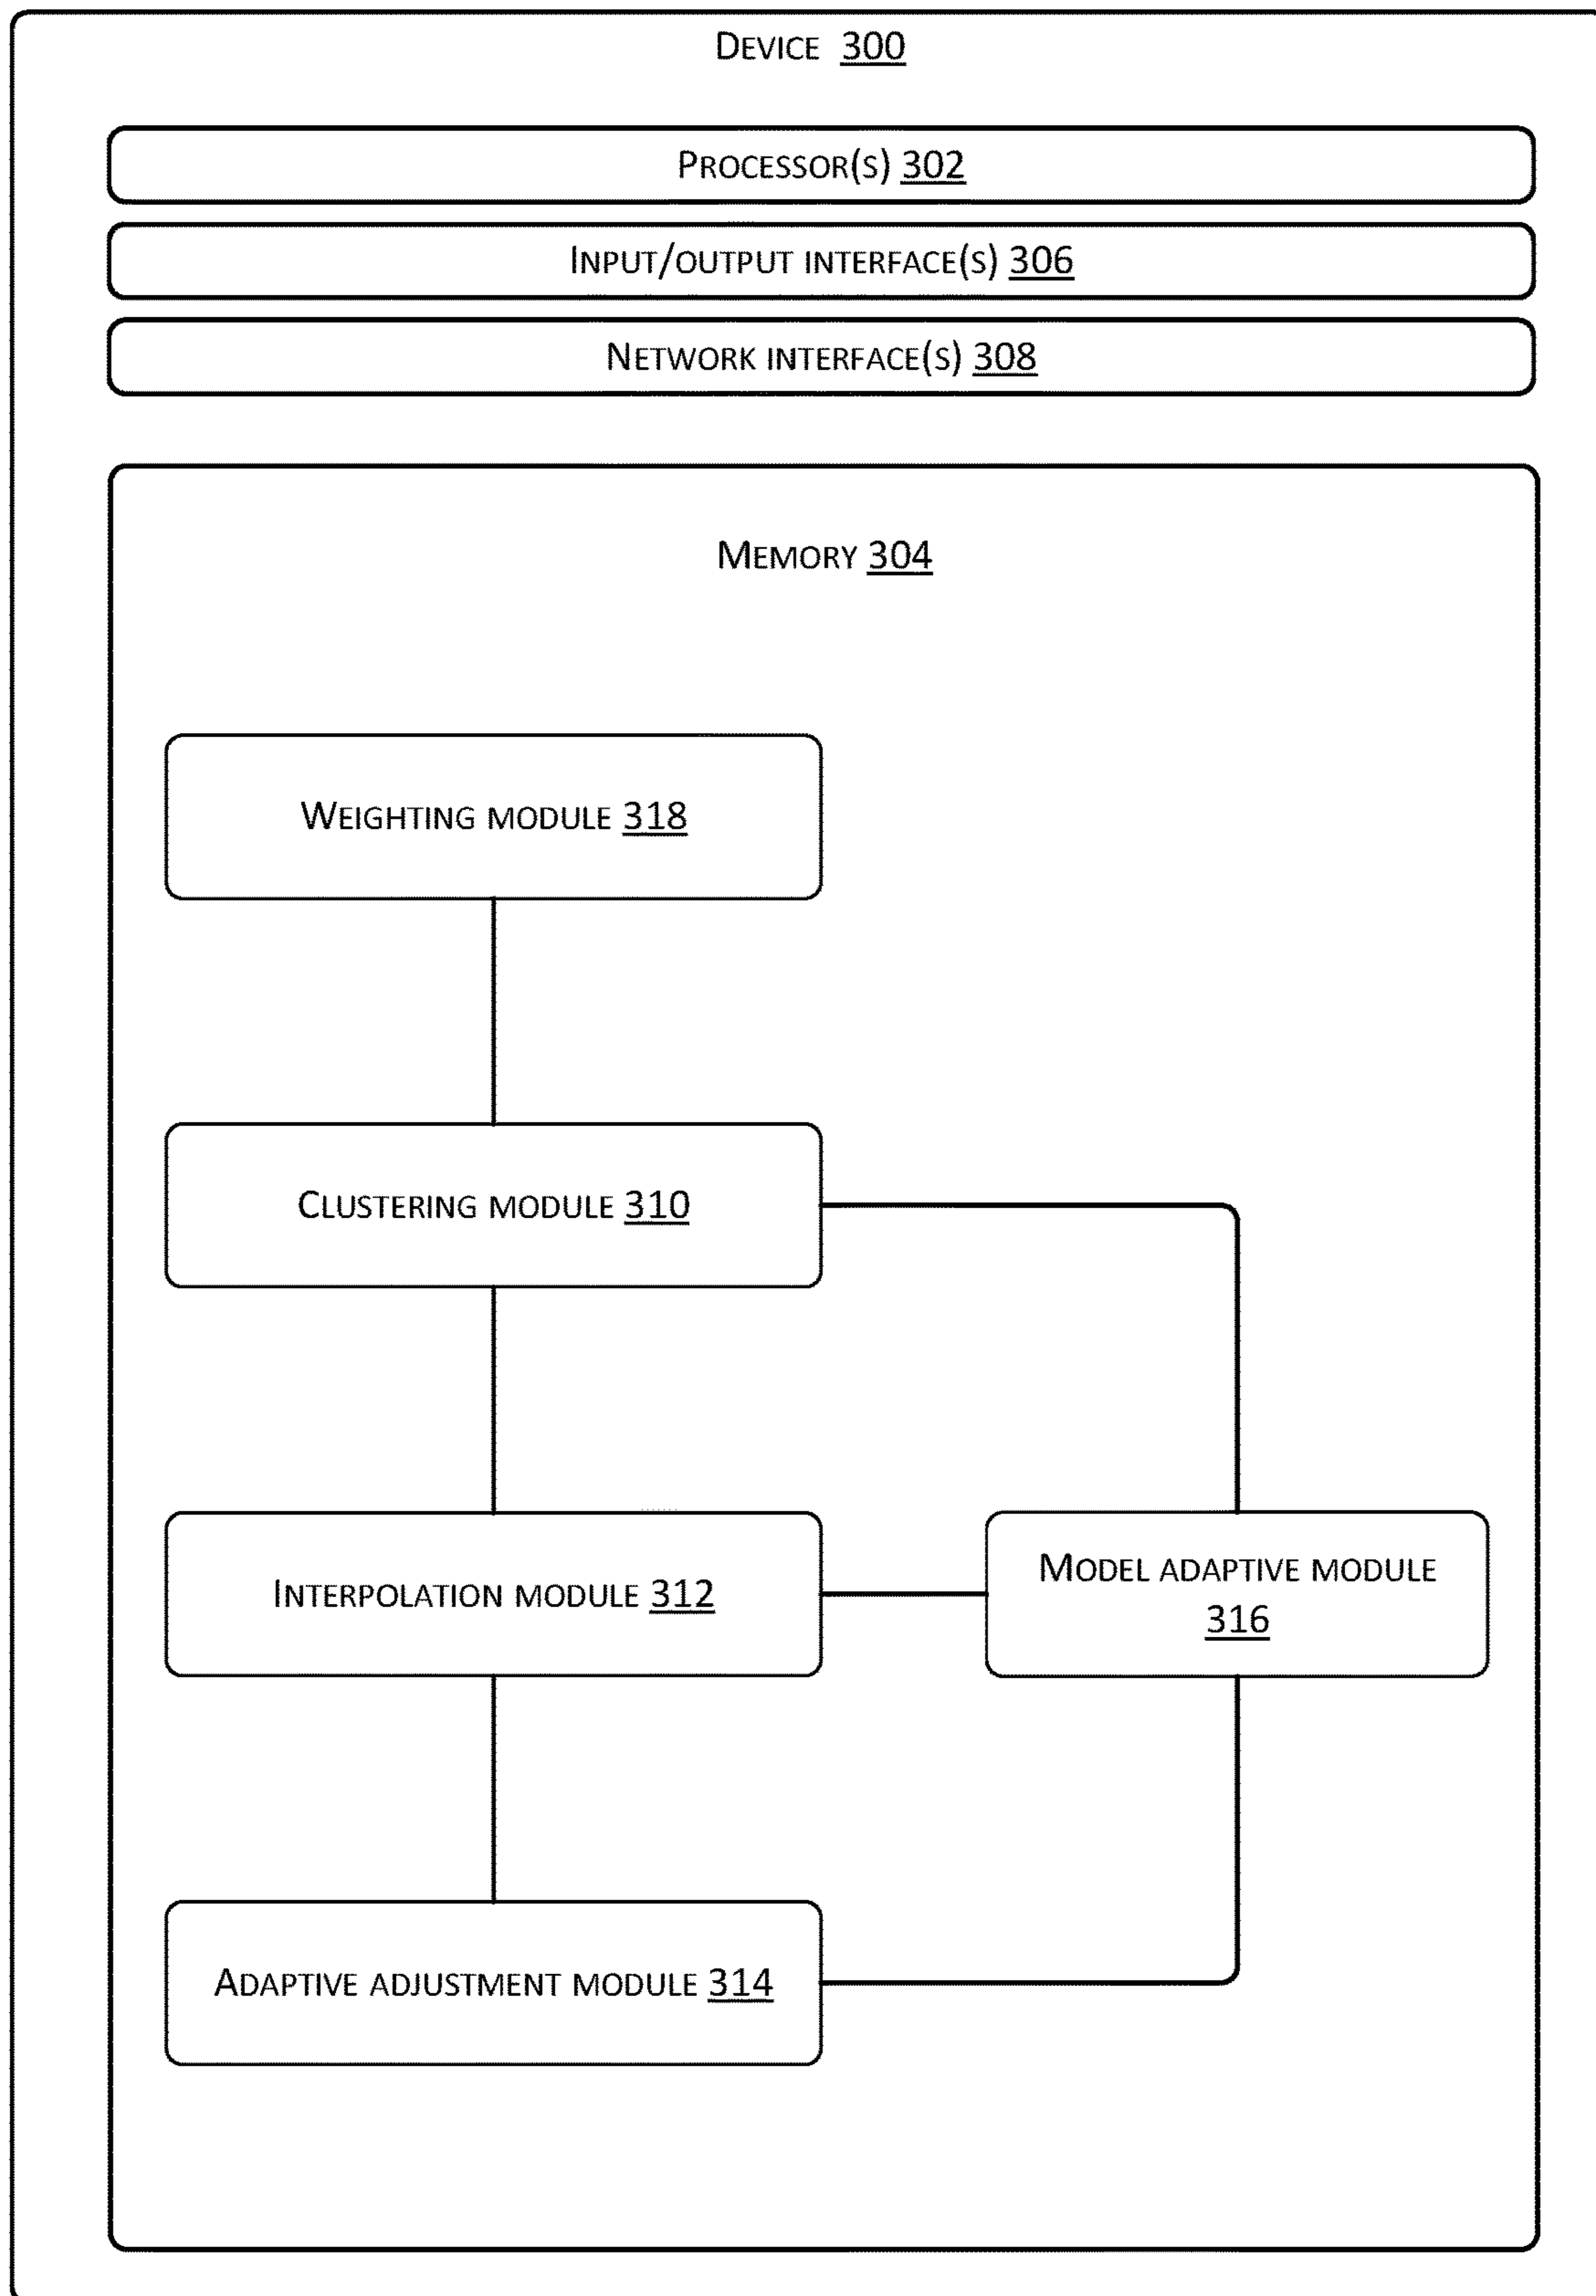 DEVICE 300
PROCESSOR(S) 302
INPUT/OUTPUT INTERFACE(S) 306
NETWORK INTERFACE(S) 308
MEMORY 304
WEIGHTING MODULE 318
CLUSTERING MODULE 310
INTERPOLATION MODULE 312
MODEL ADAPTIVE MODULE
316
ADAPTIVE ADJUSTMENT MODULE 314